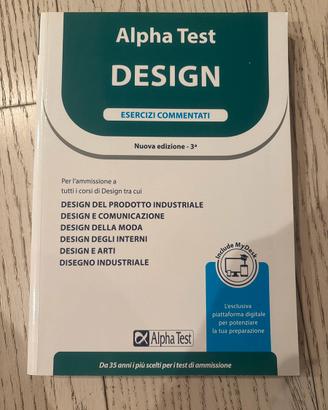 Alpha Test
DESIGN
ESERCIZI COMMENTATI
Nuova edizione - 3ª
Per l'ammissione a
tutti i corsi di Design tra cui
DESIGN DEL PRODOTTO INDUSTRIALE
DESIGN E COMUNICAZIONE
DESIGN DELLA MODA
DESIGN DEGLI INTERNI
DESIGN E ARTI
DISEGNO INDUSTRIALE
Include MyDesk
L'esclusiva
piattaforma digitale
per potenziare
la tua preparazione
Alpha Test
Da 35 anni i più scelti per i test di ammissione